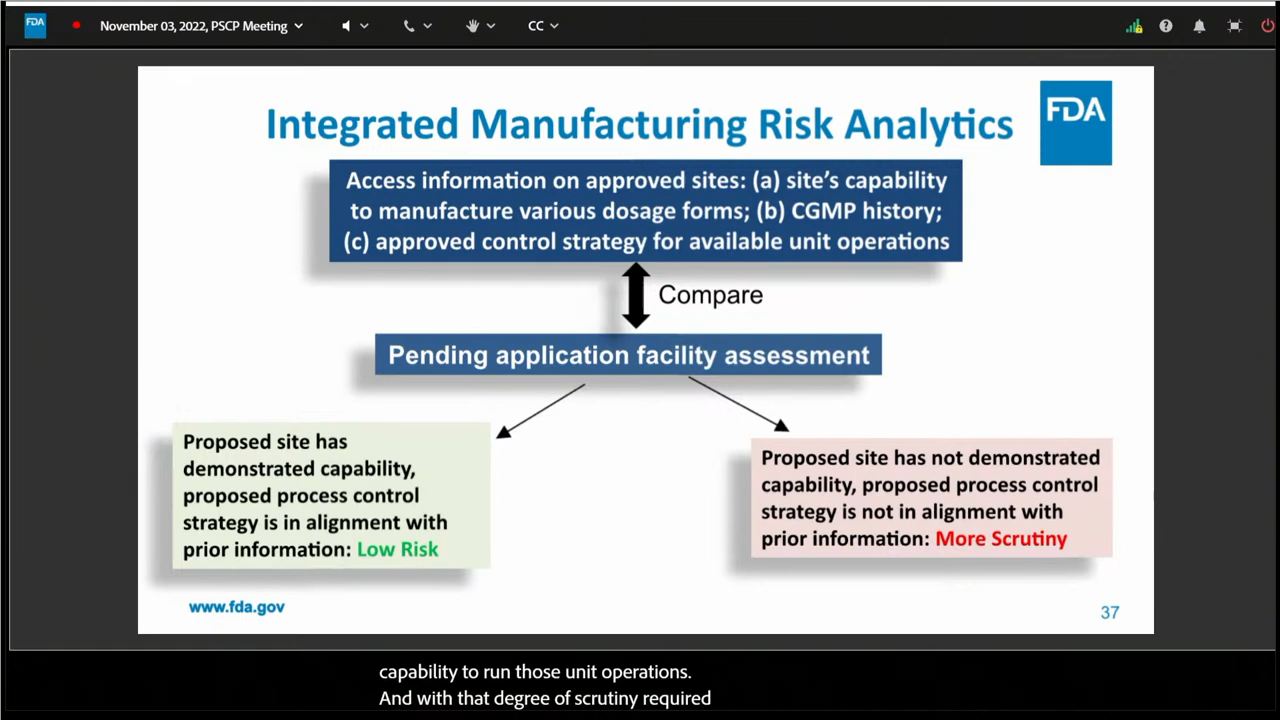 FDA
November 03, 2022, PSCP Meeting
CC
Integrated Manufacturing Risk Analytics
FDA
Access information on approved sites: (a) site's capability
to manufacture various dosage forms; (b) CGMP history;
(c) approved control strategy for available unit operations
Compare
Pending application facility assessment
Proposed site has
demonstrated capability,
proposed process control
strategy is in alignment with
prior information: Low Risk
Proposed site has not demonstrated
capability, proposed process control
strategy is not in alignment with
prior information: More Scrutiny
www.fda.gov
37
capability to run those unit operations.
And with that degree of scrutiny required